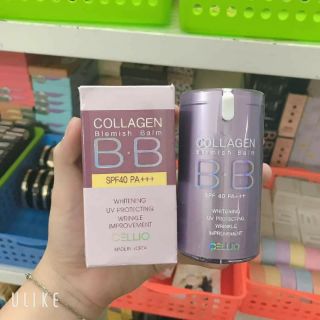 COLLAGEN
Blemish Balm
B·B
SPF40 PA+++
WHITENING
UV PROTECTING
WRINKLE
IMPROVEMENT
CELLIO
MADE IN KOREA
COLLAGEN
Blemish Balm
B·B
SPF 40 PA+++
WHITENING
UV PROTECTING
WRINKLE
IMPROVEMENT
CELLIO
ULIKE